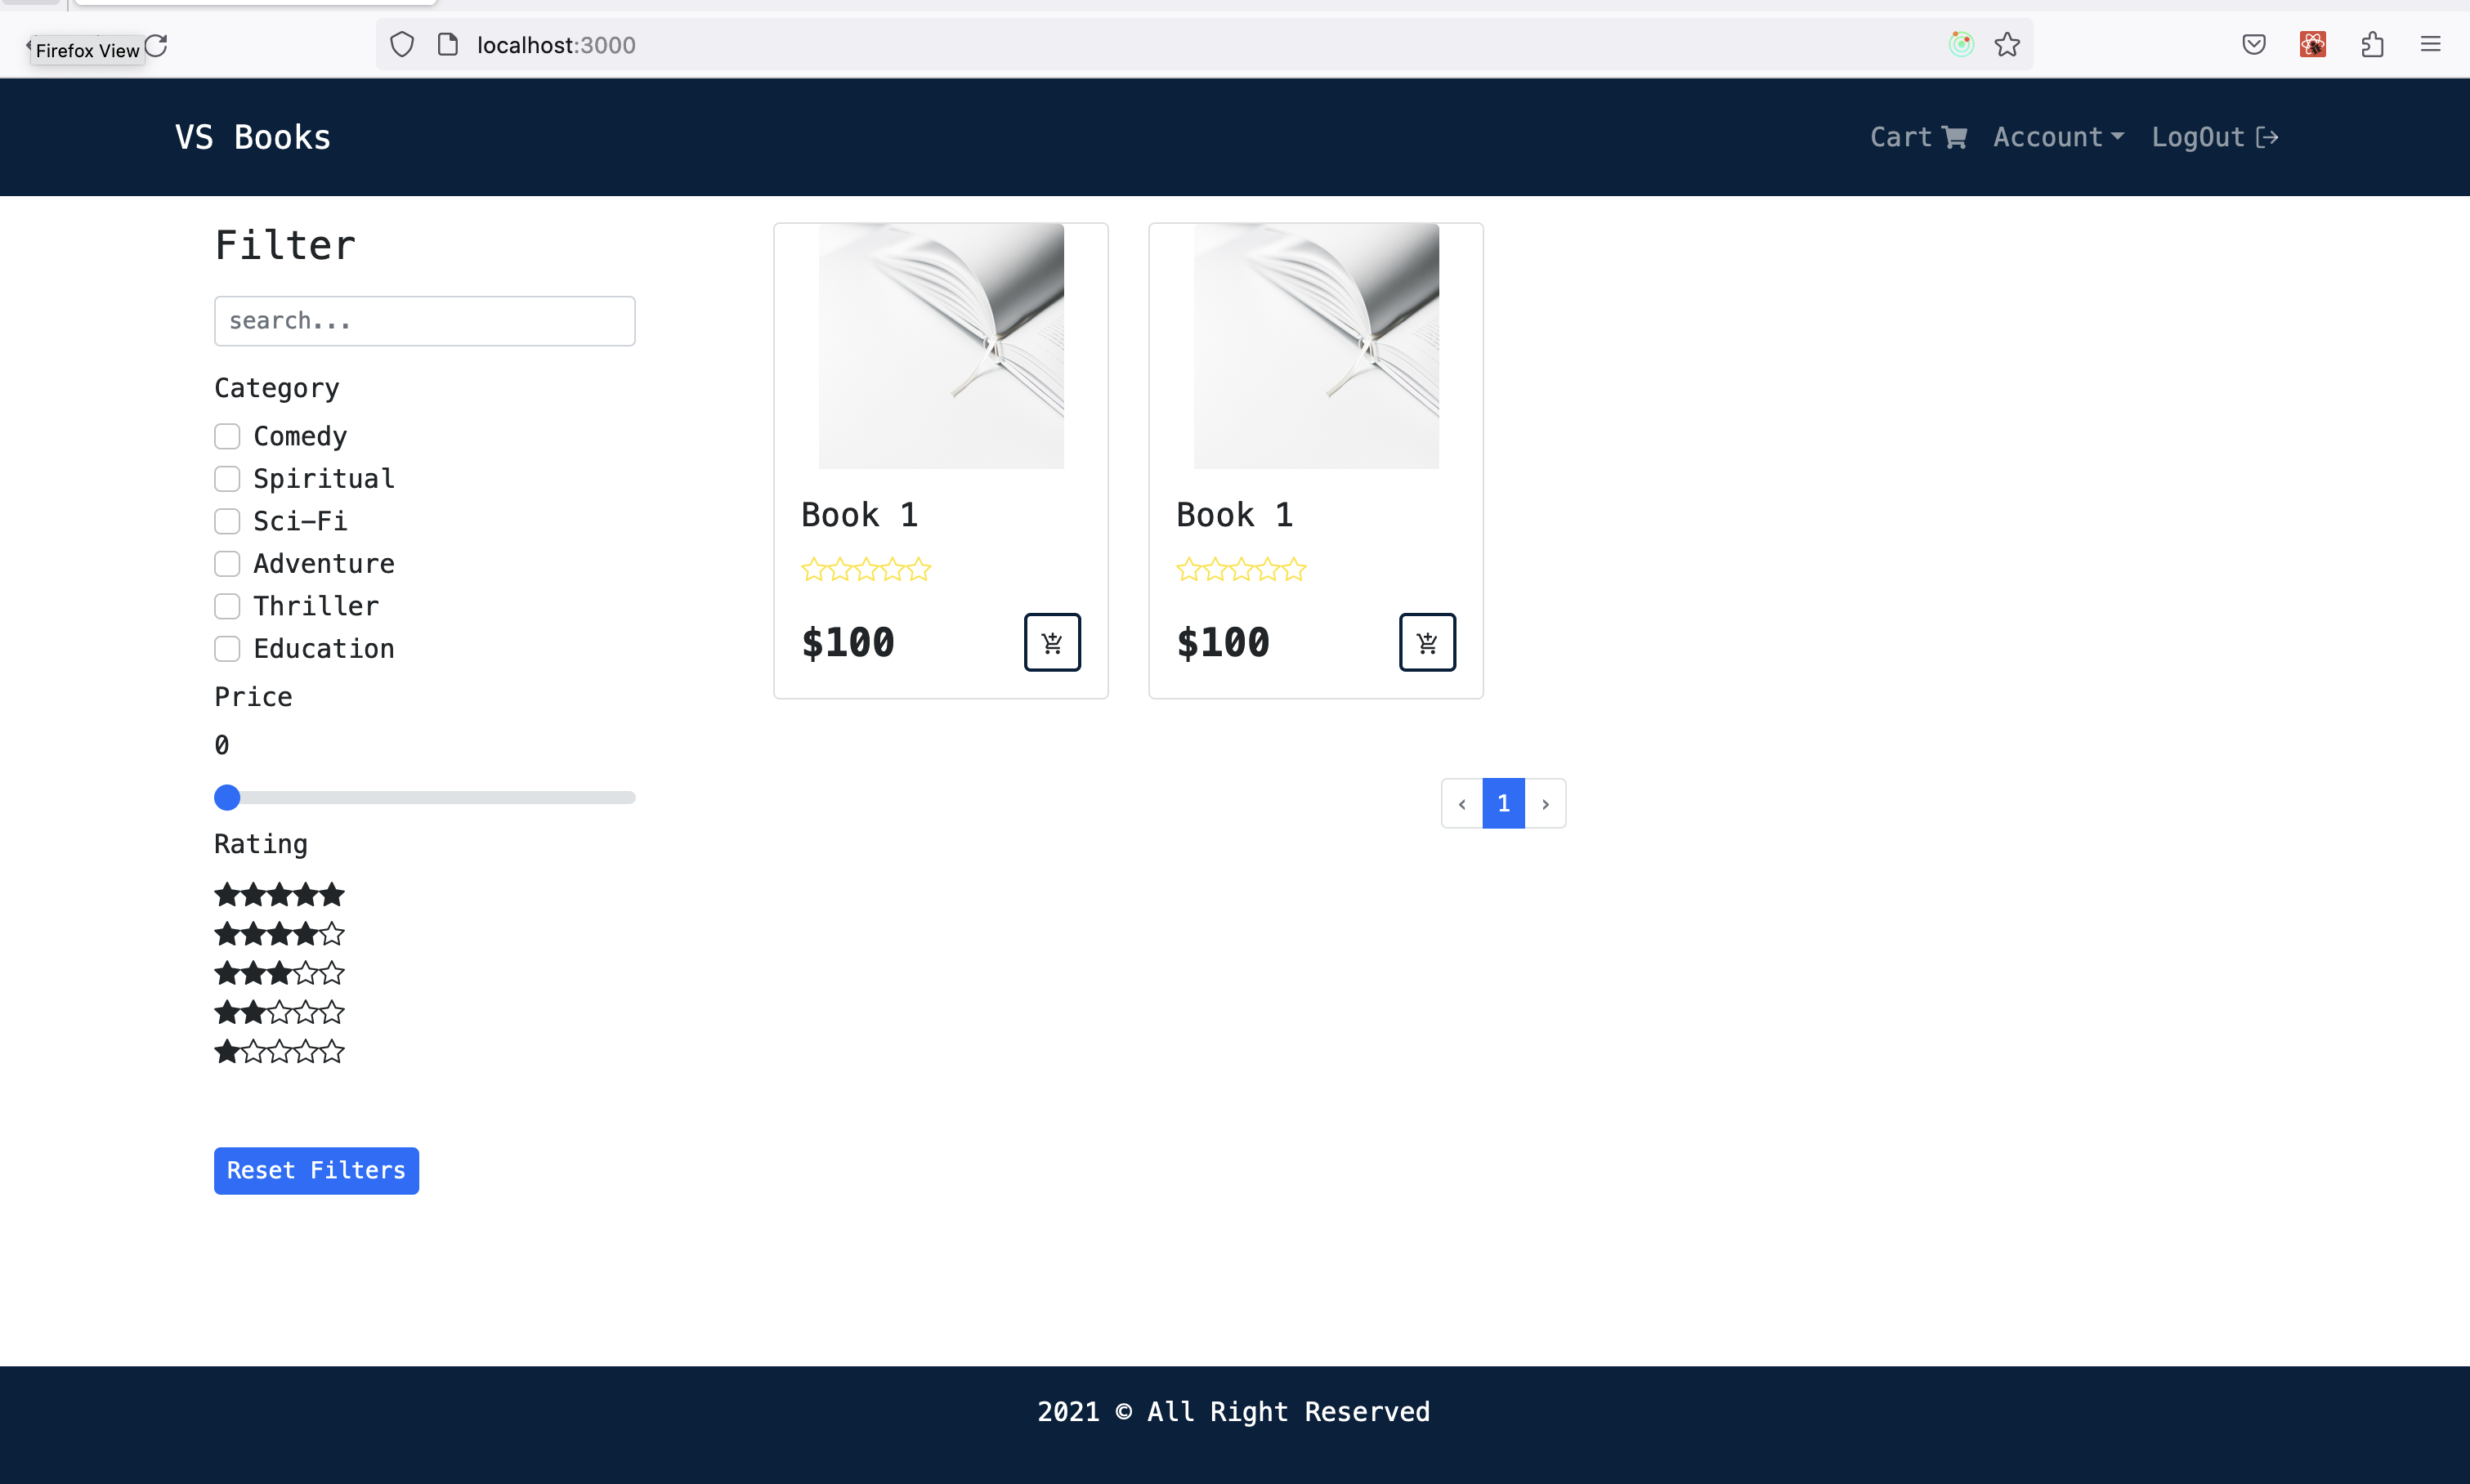 Firefox View
localhost:3000
VS Books
Cart
Account
LogOut
Filter
search...
Category
Comedy
Spiritual
Sci-Fi
Adventure
Thriller
Education
Price
0
Rating
Reset Filters
Book 1
$100
Book 1
$100
‹ 1 ›
2021 © All Right Reserved